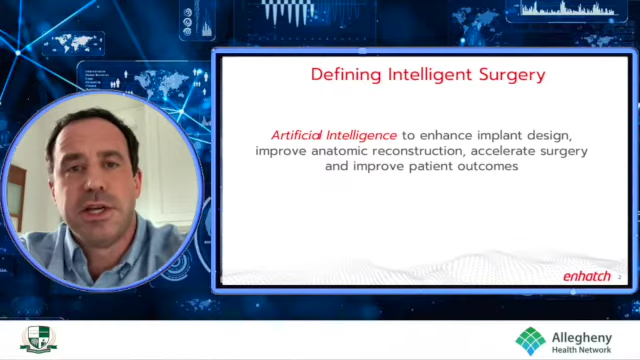 Defining Intelligent Surgery
Artificial Intelligence to enhance implant design,
improve anatomic reconstruction, accelerate surgery
and improve patient outcomes
enhatch
2
Allegheny
Health Network